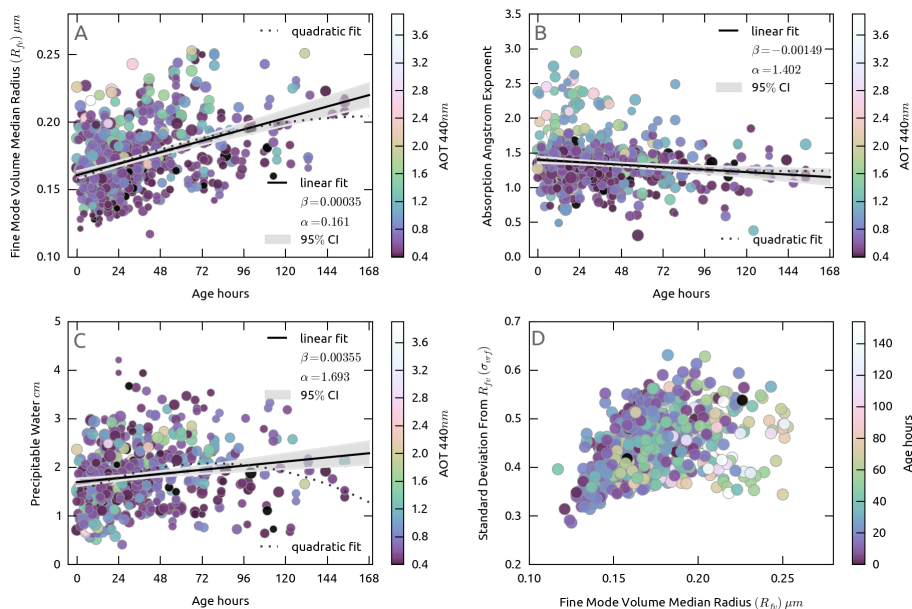 A
quadratic fit
linear fit
β=0.00035
α=0.161
95% CI
0.25
0.20
0.15
0.10
0 24 48 72 96 120 144 168
Age hours
Fine Mode Volume Median Radius (R_fv) μm
3.6
3.2
2.8
2.4
2.0
1.6
1.2
0.8
0.4
AOT 440nm
B
linear fit
β=−0.00149
α=1.402
95% CI
quadratic fit
3.5
3.0
2.5
2.0
1.5
1.0
0.5
0.0
0 24 48 72 96 120 144 168
Age hours
Absorption Angstrom Exponent
3.6
3.2
2.8
2.4
2.0
1.6
1.2
0.8
0.4
AOT 440nm
C
linear fit
β=0.00355
α=1.693
95% CI
quadratic fit
5
4
3
2
1
0
0 24 48 72 96 120 144 168
Age hours
Precipitable Water cm
3.6
3.2
2.8
2.4
2.0
1.6
1.2
0.8
0.4
AOT 440nm
D
0.7
0.6
0.5
0.4
0.3
0.2
0.10 0.15 0.20 0.25
Fine Mode Volume Median Radius (R_fv) μm
Standard Deviation From R_fv (σ_vrf)
140
120
100
80
60
40
20
0
Age hours